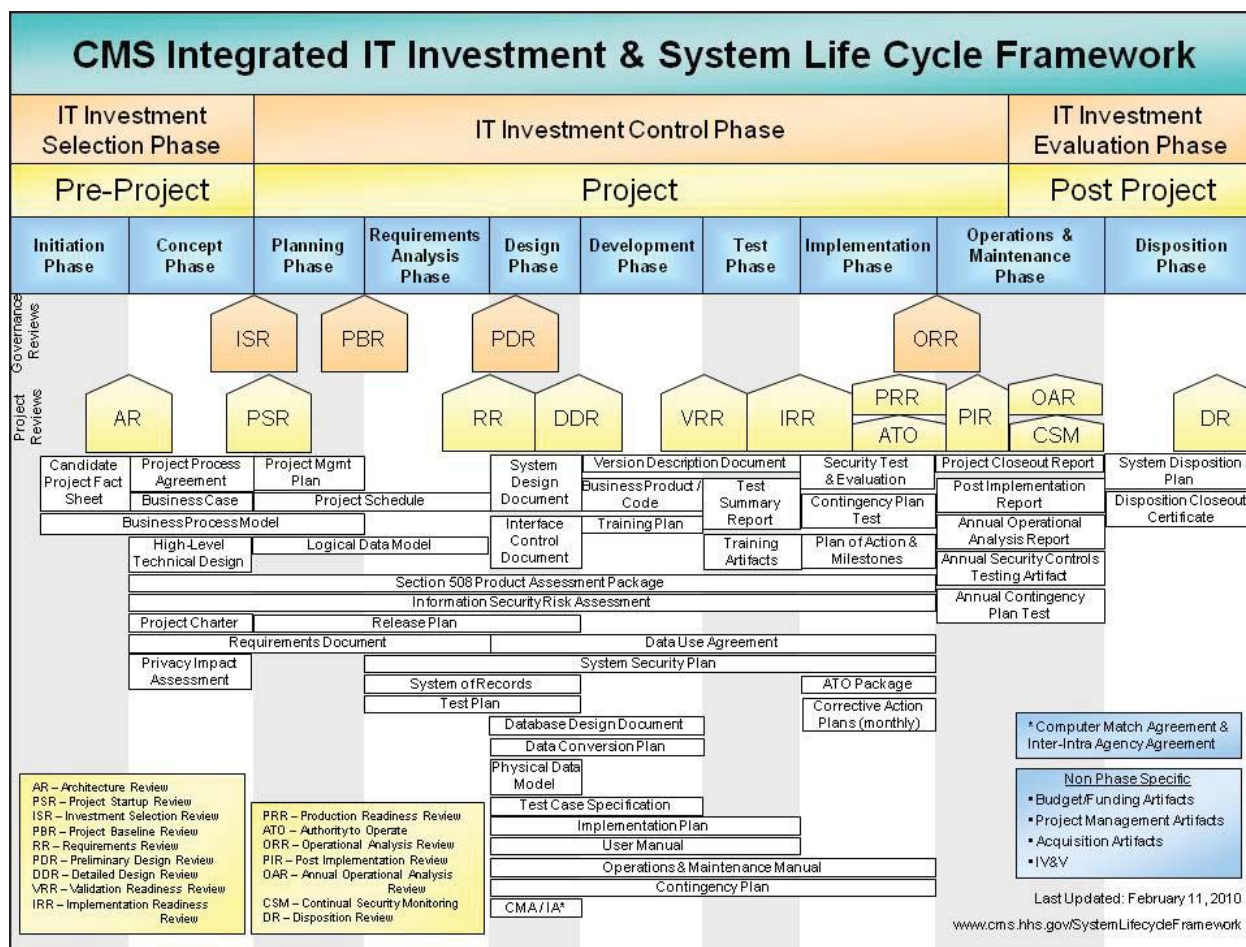 CMS Integrated IT Investment & System Life Cycle Framework
IT Investment
Selection Phase
IT Investment Control Phase
IT Investment
Evaluation Phase
Pre-Project
Project
Post Project
Initiation
Phase
Concept
Phase
Planning
Phase
Requirements
Analysis
Phase
Design
Phase
Development
Phase
Test
Phase
Implementation
Phase
Operations &
Maintenance
Phase
Disposition
Phase
Governance
Reviews
ISR
PBR
PDR
ORR
Project
Reviews
AR
PSR
RR
DDR
VRR
IRR
PRR
ATO
PIR
OAR
CSM
DR
Candidate
Project Fact
Sheet
Project Process
Agreement
Business Case
Project Mgmt
Plan
Project Schedule
Business Process Model
High-Level
Technical Design
Logical Data Model
System
Design
Document
Interface
Control
Document
Version Description Document
Business Product /
Code
Training Plan
Test
Summary
Report
Training
Artifacts
Security Test
& Evaluation
Contingency Plan
Test
Plan of Action &
Milestones
Project Closeout Report
Post Implementation
Report
Annual Operational
Analysis Report
Annual Security Controls
Testing Artifact
Annual Contingency
Plan Test
System Disposition
Plan
Disposition Closeout
Certificate
Section 508 Product Assessment Package
Information Security Risk Assessment
Project Charter
Release Plan
Requirements Document
Data Use Agreement
Privacy Impact
Assessment
System Security Plan
System of Records
Test Plan
ATO Package
Corrective Action
Plans (monthly)
Database Design Document
Data Conversion Plan
Physical Data
Model
Test Case Specification
Implementation Plan
User Manual
Operations & Maintenance Manual
Contingency Plan
CMA / IA*
AR – Architecture Review
PSR – Project Startup Review
ISR – Investment Selection Review
PBR – Project Baseline Review
RR – Requirements Review
PDR – Preliminary Design Review
DDR – Detailed Design Review
VRR – Validation Readiness Review
IRR – Implementation Readiness
Review
PRR – Production Readiness Review
ATO – Authority to Operate
ORR – Operational Analysis Review
PIR – Post Implementation Review
OAR – Annual Operational Analysis
Review
CSM – Continual Security Monitoring
DR – Disposition Review
* Computer Match Agreement &
Inter-Intra Agency Agreement
Non Phase Specific
▪ Budget/Funding Artifacts
▪ Project Management Artifacts
▪ Acquisition Artifacts
▪ IV&V
Last Updated: February 11, 2010
www.cms.hhs.gov/SystemLifecycleFramework